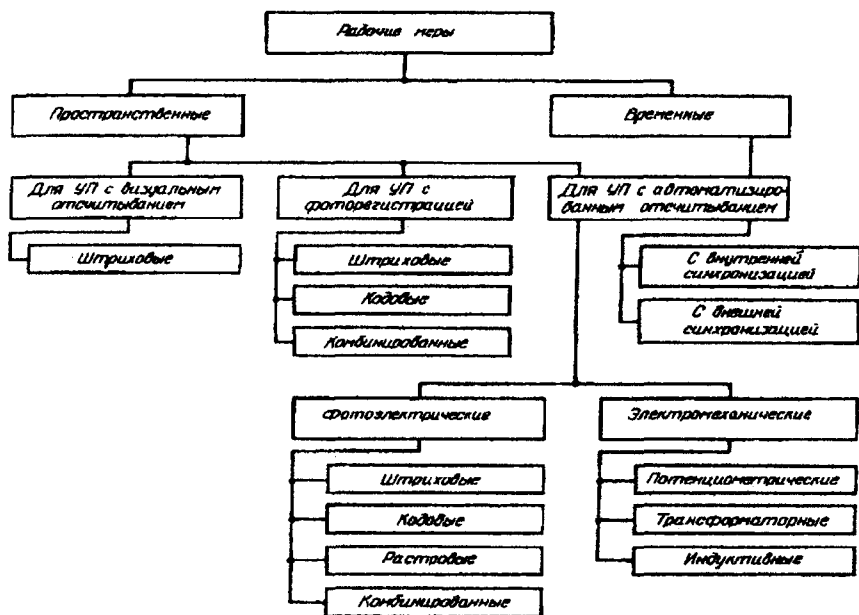 Рабочие меры
Пространственные
Временные
Для УП с визуальным
отсчитыванием
Для УП с
фоторегистрацией
Для УП с автоматизиро-
ванным отсчитыванием
Штриховые
Штриховые
Кодовые
Комбинированные
С внутренней
синхронизацией
С внешней
синхронизацией
Фотоэлектрические
Электромеханические
Штриховые
Кодовые
Растровые
Комбинированные
Потенциометрические
Трансформаторные
Индуктивные